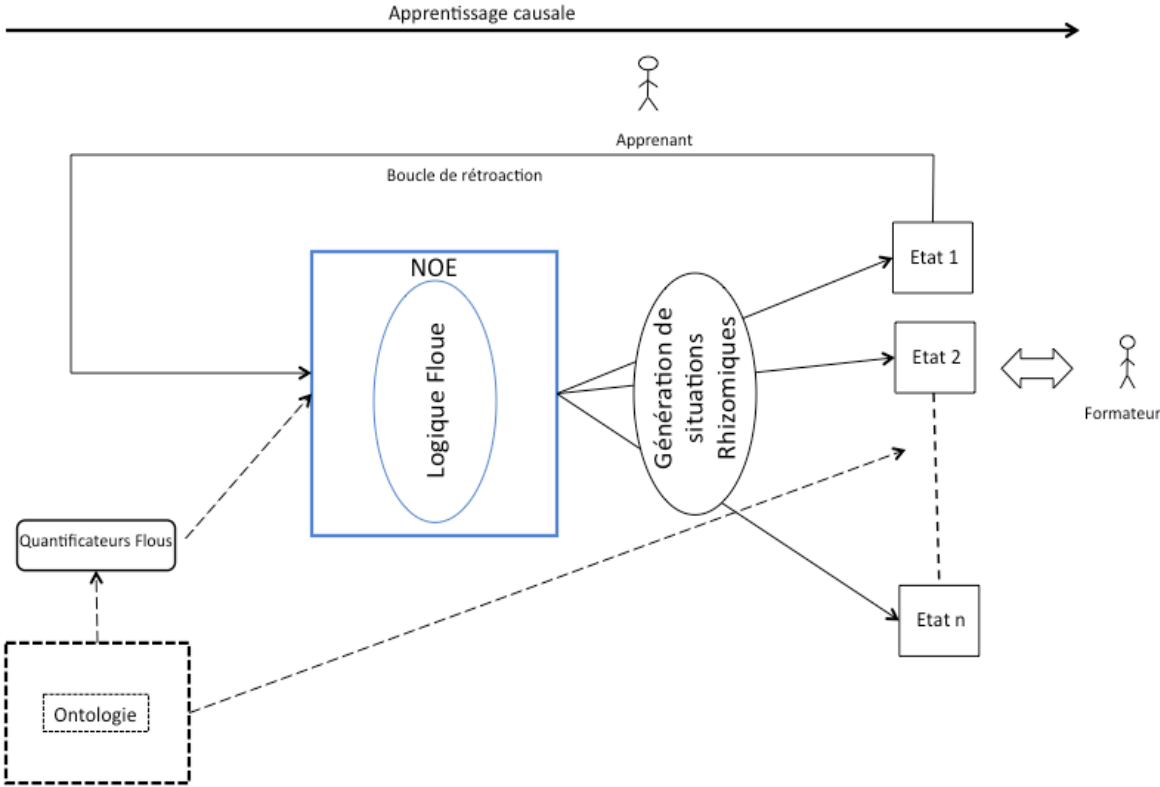 Apprentissage causale
Apprenant
Boucle de rétroaction
NOE
Logique Floue
Génération de
situations
Rhizomiques
Etat 1
Etat 2
Formateur
Quantificateurs Flous
Etat n
Ontologie